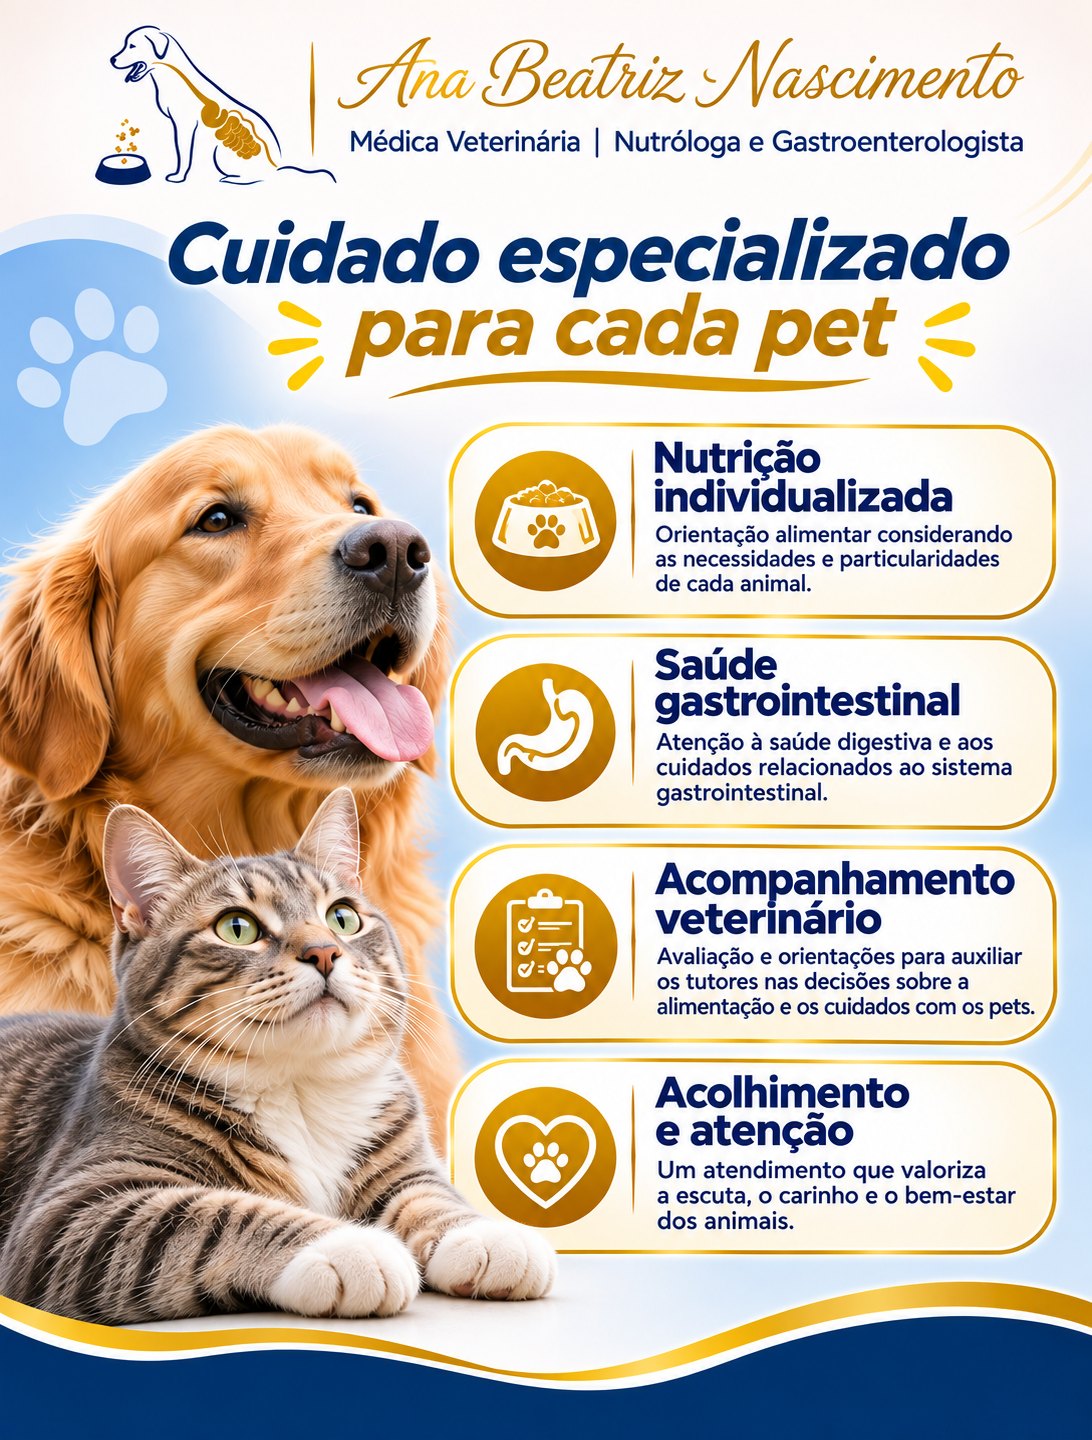 Ana Beatriz Nascimento
Médica Veterinária | Nutróloga e Gastroenterologista
Cuidado especializado
para cada pet
Nutrição
individualizada
Orientação alimentar considerando
as necessidades e particularidades
de cada animal.
Saúde
gastrointestinal
Atenção à saúde digestiva e aos
cuidados relacionados ao sistema
gastrointestinal.
Acompanhamento
veterinário
Avaliação e orientações para auxiliar
os tutores nas decisões sobre a
alimentação e os cuidados com os pets.
Acolhimento
e atenção
Um atendimento que valoriza
a escuta, o carinho e o bem-estar
dos animais.